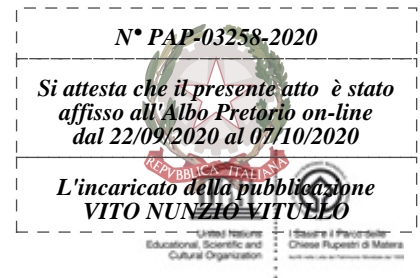 N° PAP-03258-2020
Si attesta che il presente atto è stato
affisso all'Albo Pretorio on-line
dal 22/09/2020 al 07/10/2020
REPVBBLICA ITALIANA
L'incaricato della pubblicazione
VITO NUNZIO VITULLO
United Nations
Educational, Scientific and
Cultural Organization
I Sassi e il Parco delle
Chiese Rupestri di Matera